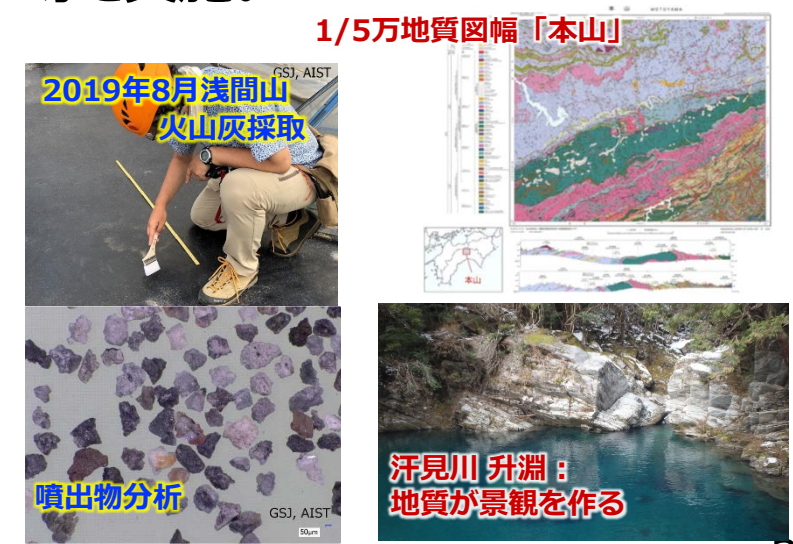 1/5万地質図幅「本山」
GSJ, AIST
2019年8月浅間山
火山灰採取
MOTOYAMA
本山
噴出物分析
GSJ, AIST
50μm
汗見川 升淵：
地質が景観を作る